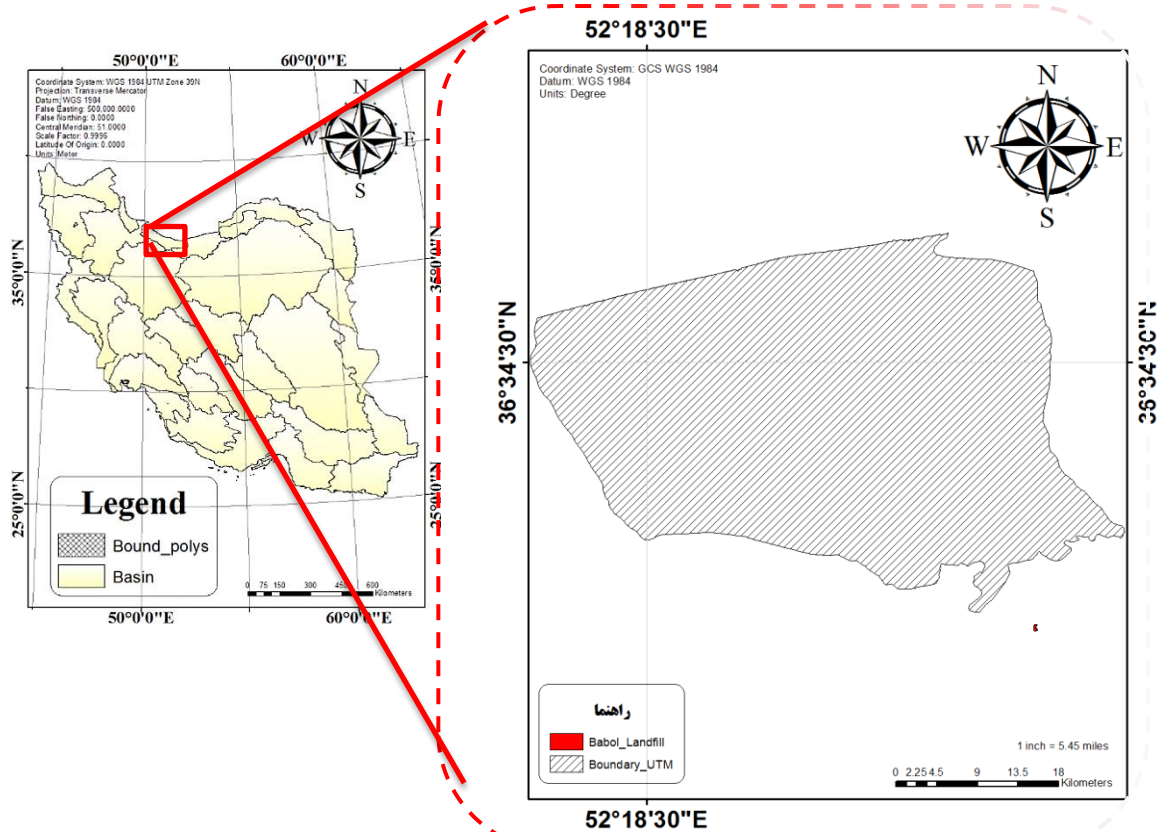 50°0'0"E
60°0'0"E
Coordinate System: WGS 1984 UTM Zone 39N
Projection: Transverse Mercator
Datum: WGS 1984
False Easting: 500,000.0000
False Northing: 0.0000
Central Meridian: 51.0000
Scale Factor: 0.9996
Latitude Of Origin: 0.0000
Units: Meter
N
W
E
S
35°0'0"N
35°0'0"N
25°0'0"N
25°0'0"N
Legend
Bound_polys
Basin
0 75 150 300 450 600
Kilometers
50°0'0"E
60°0'0"E
52°18'30"E
Coordinate System: GCS WGS 1984
Datum: WGS 1984
Units: Degree
N
W
E
S
36°34'30"N
36°34'30"N
راهنما
Babol_Landfill
Boundary_UTM
1 inch = 5.45 miles
0 2.25 4.5 9 13.5 18
Kilometers
52°18'30"E